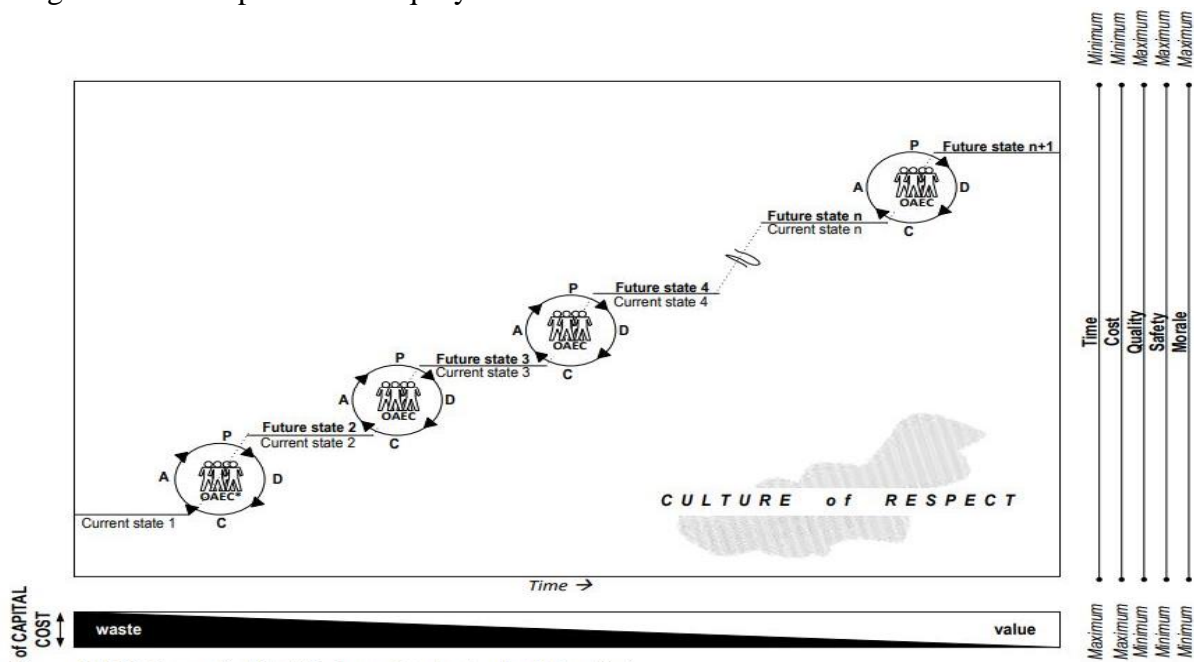 Minimum
Minimum
Maximum
Maximum
Maximum
P
Future state n+1
A
D
OAEC
C
Future state n
Current state n
P
Future state 4
Current state 4
A
D
OAEC
C
P
Future state 3
Current state 3
A
D
OAEC
C
P
Future state 2
Current state 2
A
D
OAEC*
C
Current state 1
CULTURE of RESPECT
Time
Cost
Quality
Safety
Morale
Time →
of CAPITAL
COST
waste
value
Maximum
Maximum
Minimum
Minimum
Minimum